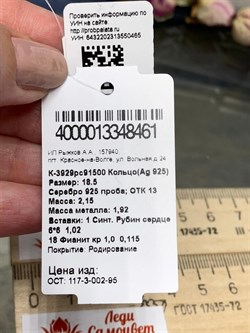 Проверить информацию по
УИН на сайте
http://probpalata.ru
УИН: 6432202313550465
4000013348461
ИП Рыжков А.А., 157940,
пгт. Красное-на-Волге, ул. Вольная, д.24
К-3929рс91500 Кольцо(Ag 925)
Размер: 18.5
Серебро 925 проба; ОТК 13
Масса: 2,15
Масса металла: 1,92
Вставки: 1 Синт. Рубин сердце
6*6 1,02
18 Фианит кр 1,0 0,115
Покрытие: Родирование
Цена изд:
ОСТ: 117-3-002-95
17435-72
ГОСТ 17435-72
Леди
Самоцвет